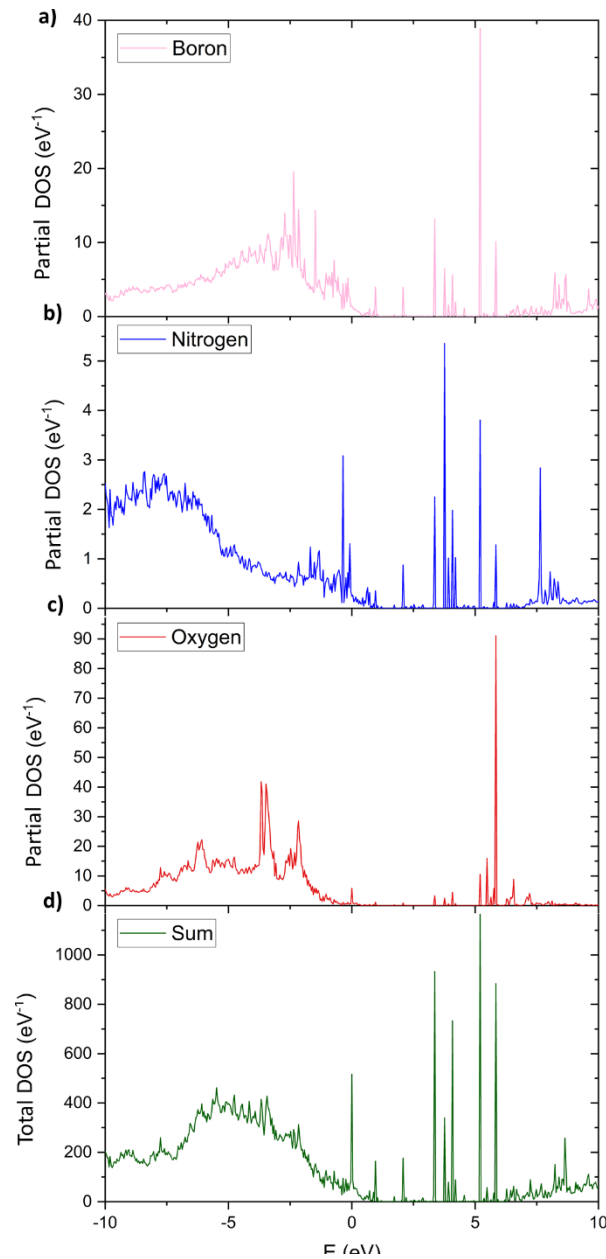 a)
40
Boron
30
20
10
0
Partial DOS (eV⁻¹)
b)
Nitrogen
5
4
3
2
1
0
Partial DOS (eV⁻¹)
c)
Oxygen
90
80
70
60
50
40
30
20
10
0
Partial DOS (eV⁻¹)
d)
Sum
1000
800
600
400
200
0
Total DOS (eV⁻¹)
-10 -5 0 5 10
E (eV)